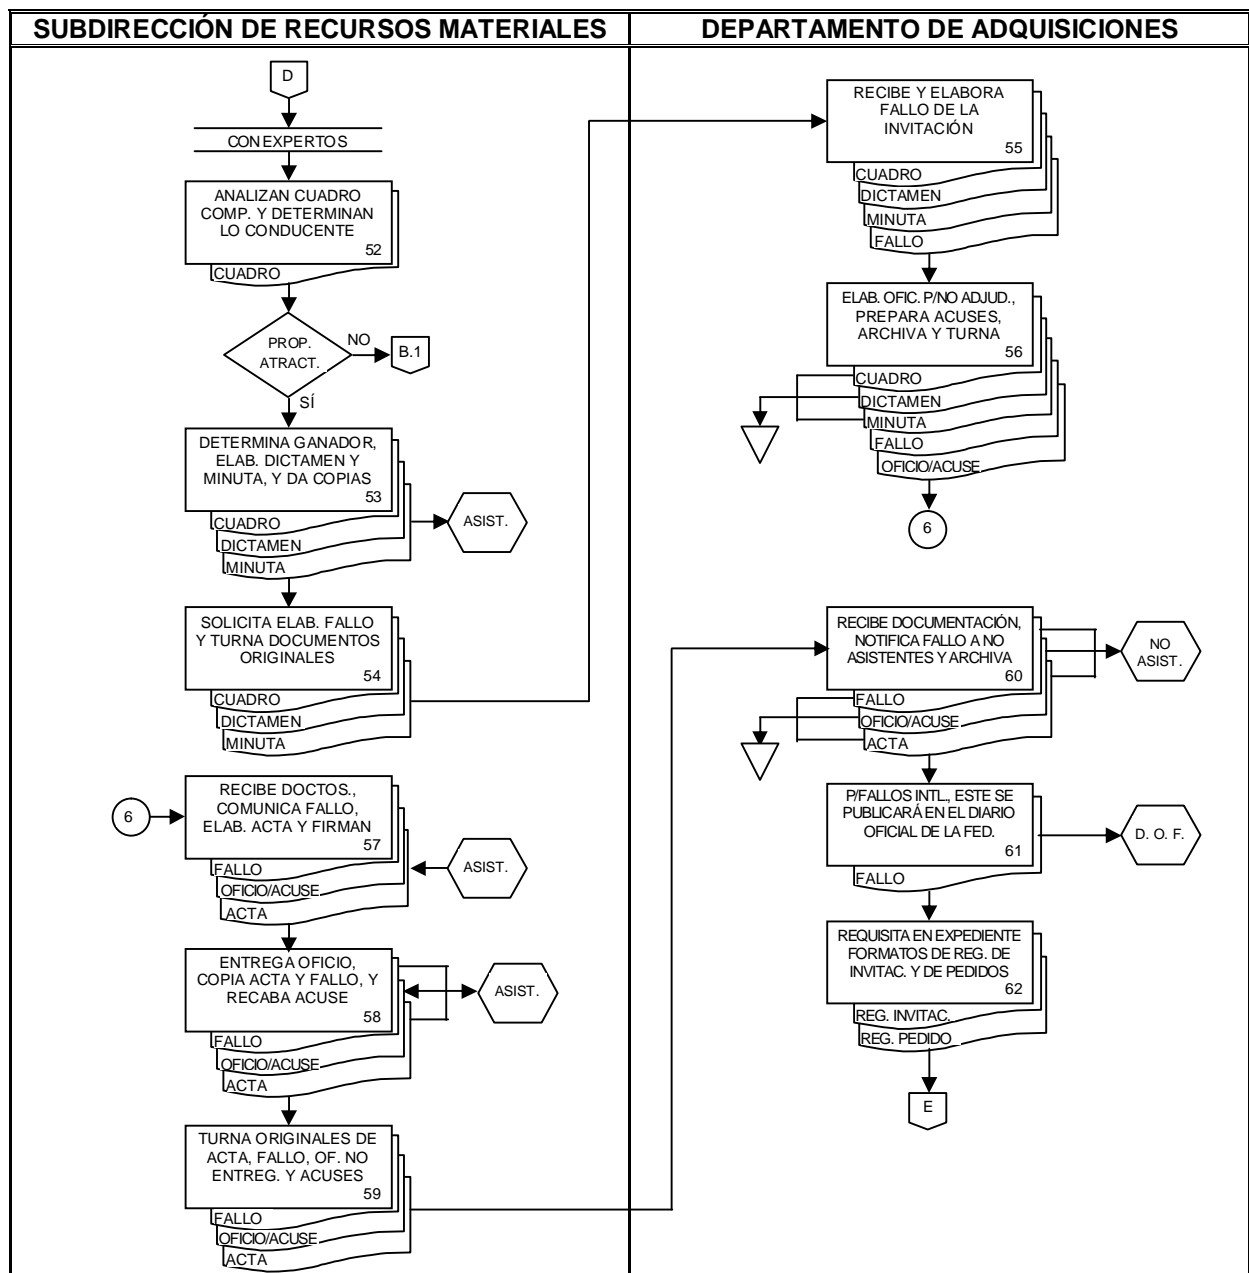 SUBDIRECCIÓN DE RECURSOS MATERIALES
D
CON EXPERTOS
ANALIZAN CUADRO
COMP. Y DETERMINAN
LO CONDUCENTE
52
CUADRO
PROP.
ATRACT.
NO
B.1
SÍ
DETERMINA GANADOR,
ELAB. DICTAMEN Y
MINUTA, Y DA COPIAS
53
CUADRO
DICTAMEN
MINUTA
ASIST.
SOLICITA ELAB. FALLO
Y TURNA DOCUMENTOS
ORIGINALES
54
CUADRO
DICTAMEN
MINUTA
6
RECIBE DOCTOS.,
COMUNICA FALLO,
ELAB. ACTA Y FIRMAN
57
FALLO
OFICIO/ACUSE
ACTA
ASIST.
ENTREGA OFICIO,
COPIA ACTA Y FALLO, Y
RECABA ACUSE
58
FALLO
OFICIO/ACUSE
ACTA
ASIST.
TURNA ORIGINALES DE
ACTA, FALLO, OF. NO
ENTREG. Y ACUSES
59
FALLO
OFICIO/ACUSE
ACTA
DEPARTAMENTO DE ADQUISICIONES
RECIBE Y ELABORA
FALLO DE LA
INVITACIÓN
55
CUADRO
DICTAMEN
MINUTA
FALLO
ELAB. OFIC. P/NO ADJUD.,
PREPARA ACUSES,
ARCHIVA Y TURNA
56
CUADRO
DICTAMEN
MINUTA
FALLO
OFICIO/ACUSE
6
RECIBE DOCUMENTACIÓN,
NOTIFICA FALLO A NO
ASISTENTES Y ARCHIVA
60
FALLO
OFICIO/ACUSE
ACTA
NO
ASIST.
P/FALLOS INTL., ESTE SE
PUBLICARÁ EN EL DIARIO
OFICIAL DE LA FED.
61
FALLO
D. O. F.
REQUISITA EN EXPEDIENTE
FORMATOS DE REG. DE
INVITAC. Y DE PEDIDOS
62
REG. INVITAC.
REG. PEDIDO
E